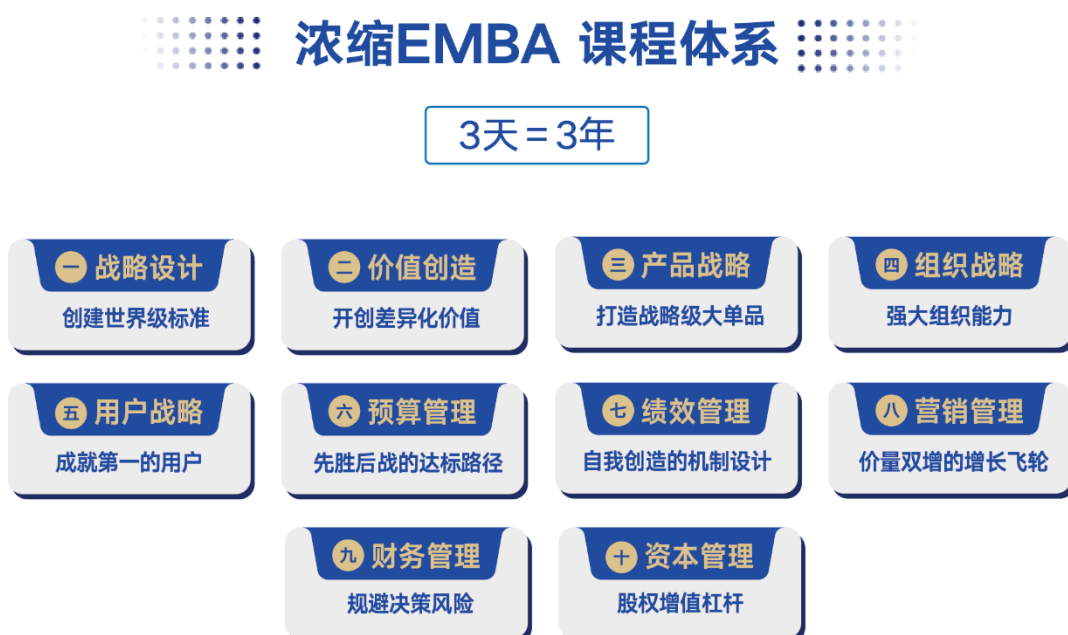 浓缩EMBA 课程体系
3天=3年
一 战略设计
创建世界级标准
二 价值创造
开创差异化价值
三 产品战略
打造战略级大单品
四 组织战略
强大组织能力
五 用户战略
成就第一的用户
六 预算管理
先胜后战的达标路径
七 绩效管理
自我创造的机制设计
八 营销管理
价量双增的增长飞轮
九 财务管理
规避决策风险
十 资本管理
股权增值杠杆